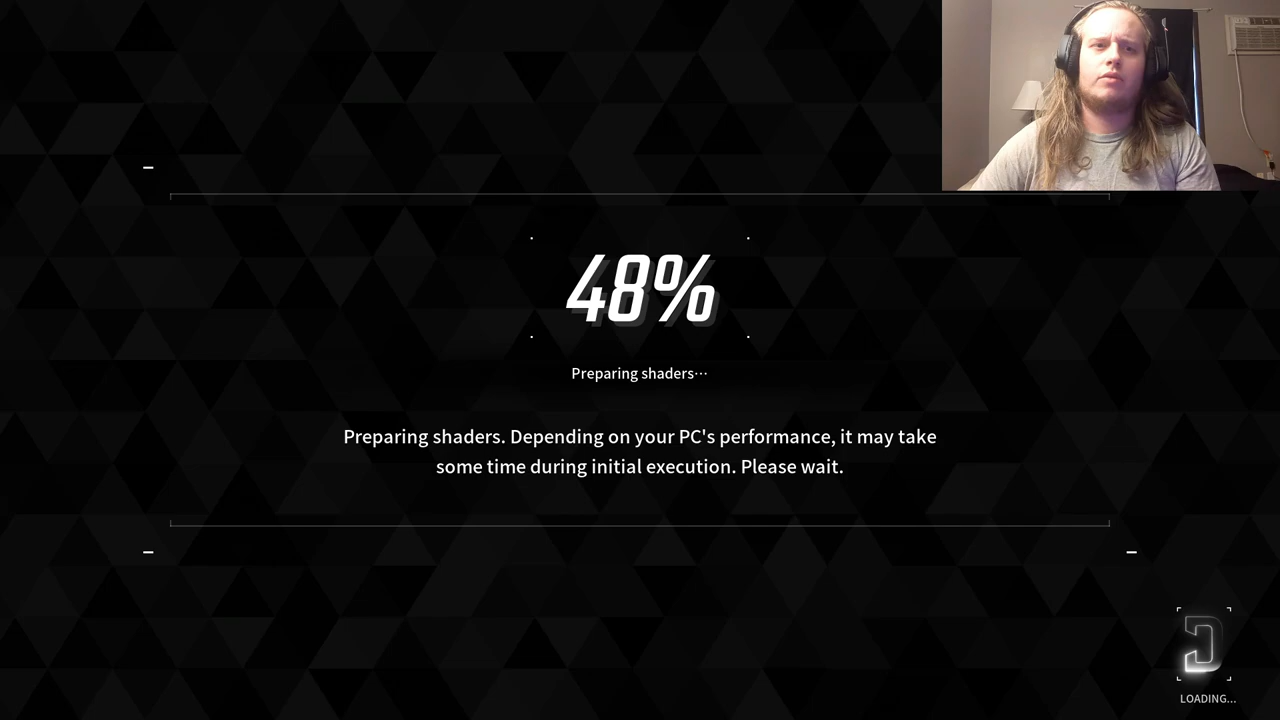 48%
Preparing shaders···
Preparing shaders. Depending on your PC's performance, it may take
some time during initial execution. Please wait.
LOADING...